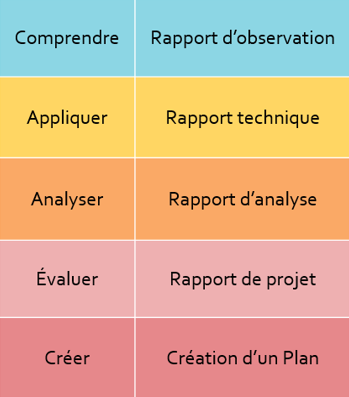 Comprendre Rapport d’observation
Appliquer Rapport technique
Analyser Rapport d’analyse
Évaluer Rapport de projet
Créer Création d’un Plan